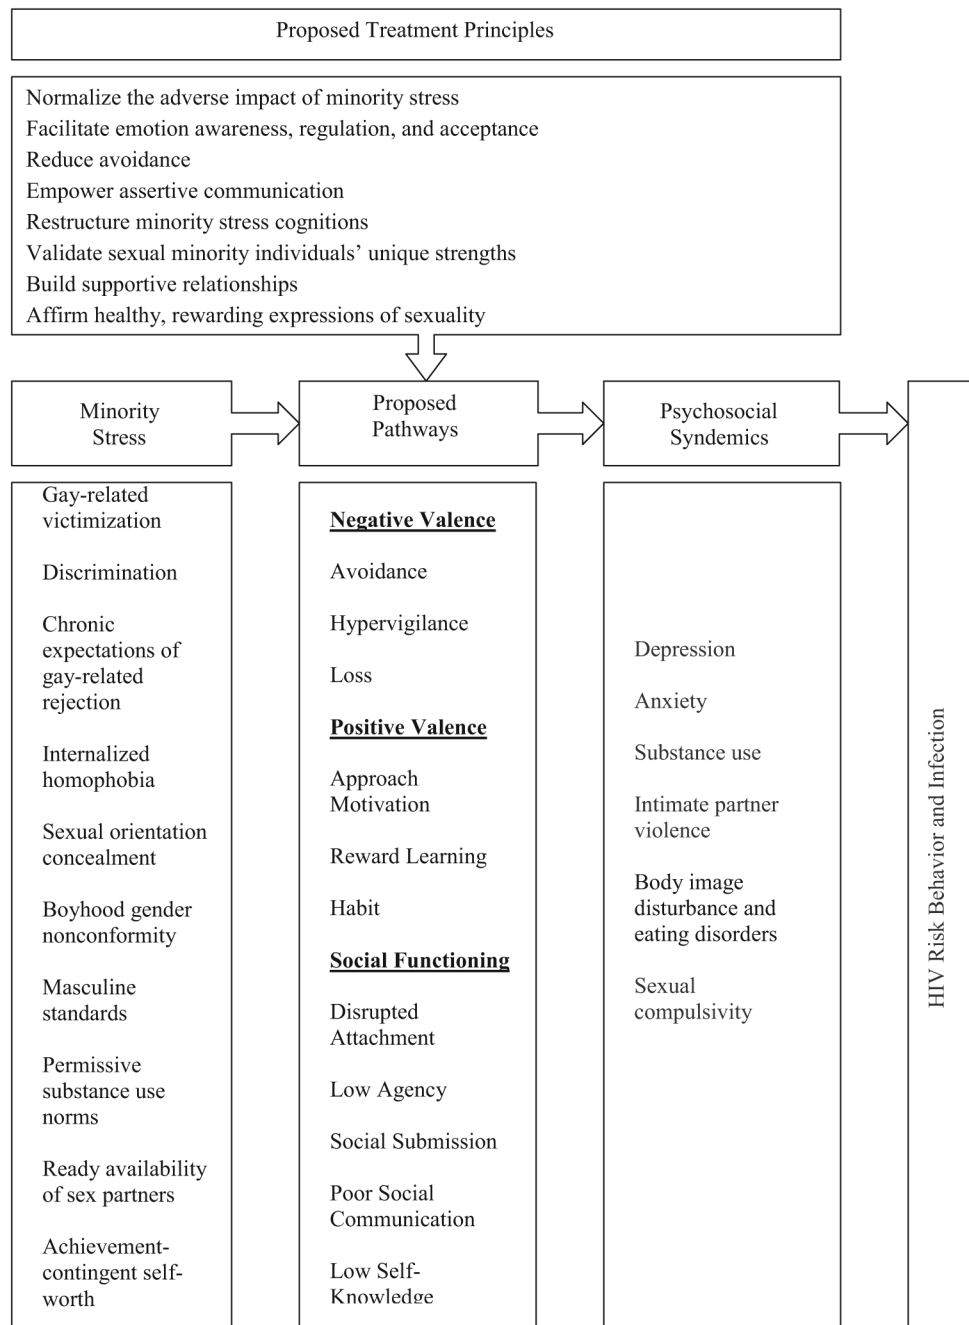 Proposed Treatment Principles
Normalize the adverse impact of minority stress
Facilitate emotion awareness, regulation, and acceptance
Reduce avoidance
Empower assertive communication
Restructure minority stress cognitions
Validate sexual minority individuals’ unique strengths
Build supportive relationships
Affirm healthy, rewarding expressions of sexuality
Minority
Stress
Proposed
Pathways
Psychosocial
Syndemics
Gay-related
victimization
Discrimination
Chronic
expectations of
gay-related
rejection
Internalized
homophobia
Sexual orientation
concealment
Boyhood gender
nonconformity
Masculine
standards
Permissive
substance use
norms
Ready availability
of sex partners
Achievement-
contingent self-
worth
Negative Valence
Avoidance
Hypervigilance
Loss
Positive Valence
Approach
Motivation
Reward Learning
Habit
Social Functioning
Disrupted
Attachment
Low Agency
Social Submission
Poor Social
Communication
Low Self-
Knowledge
Depression
Anxiety
Substance use
Intimate partner
violence
Body image
disturbance and
eating disorders
Sexual
compulsivity
HIV Risk Behavior and Infection